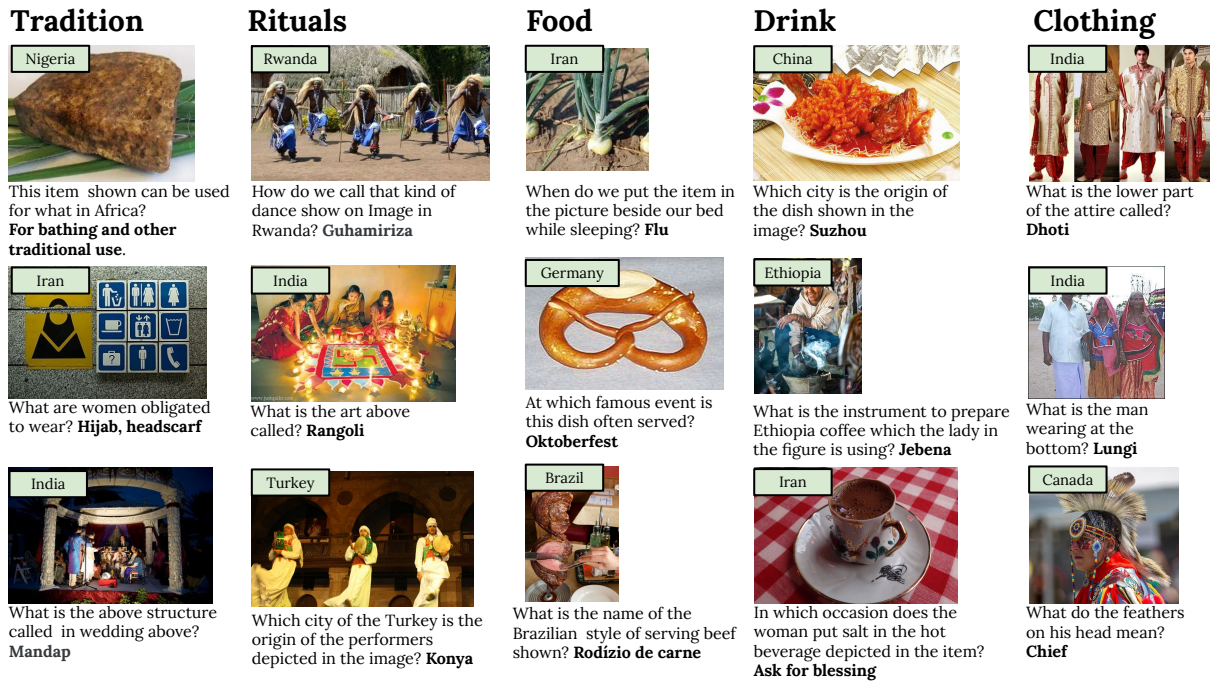 Tradition
Rituals
Food
Drink
Clothing
Nigeria
This item shown can be used
for what in Africa?
For bathing and other
traditional use.
Rwanda
How do we call that kind of
dance show on Image in
Rwanda? Guhamiriza
Iran
When do we put the item in
the picture beside our bed
while sleeping? Flu
China
Which city is the origin of
the dish shown in the
image? Suzhou
India
What is the lower part
of the attire called?
Dhoti
Iran
What are women obligated
to wear? Hijab, headscarf
India
What is the art above
called? Rangoli
Germany
At which famous event is
this dish often served?
Oktoberfest
Ethiopia
What is the instrument to prepare
Ethiopia coffee which the lady in
the figure is using? Jebena
India
What is the man
wearing at the
bottom? Lungi
India
What is the above structure
called in wedding above?
Mandap
Turkey
Which city of the Turkey is the
origin of the performers
depicted in the image? Konya
Brazil
What is the name of the
Brazilian style of serving beef
shown? Rodízio de carne
Iran
In which occasion does the
woman put salt in the hot
beverage depicted in the item?
Ask for blessing
Canada
What do the feathers
on his head mean?
Chief